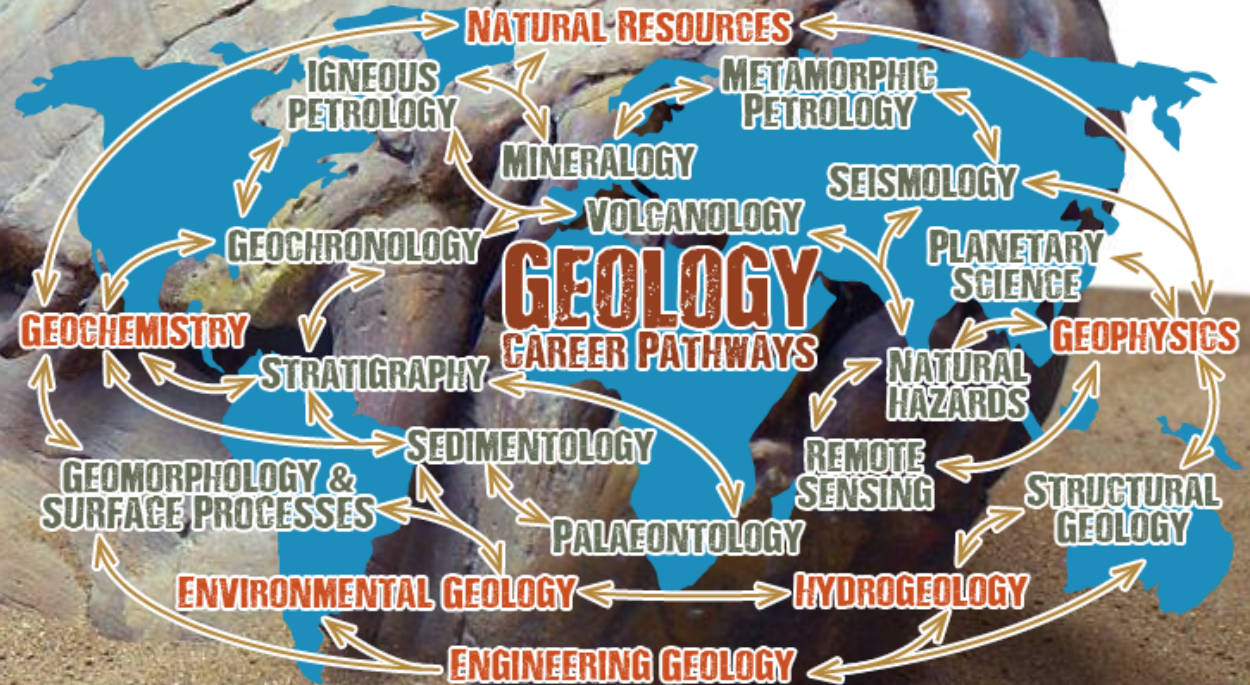 NATURAL RESOURCES
IGNEOUS
PETROLOGY
METAMORPHIC
PETROLOGY
MINERALOGY
SEISMOLOGY
VOLCANOLOGY
GEOCHRONOLOGY
PLANETARY
SCIENCE
GEOLOGY
CAREER PATHWAYS
GEOCHEMISTRY
GEOPHYSICS
STRATIGRAPHY
NATURAL
HAZARDS
SEDIMENTOLOGY
REMOTE
SENSING
GEOMORPHOLOGY &
SURFACE PROCESSES
STRUCTURAL
GEOLOGY
PALAEONTOLOGY
ENVIRONMENTAL GEOLOGY
HYDROGEOLOGY
ENGINEERING GEOLOGY